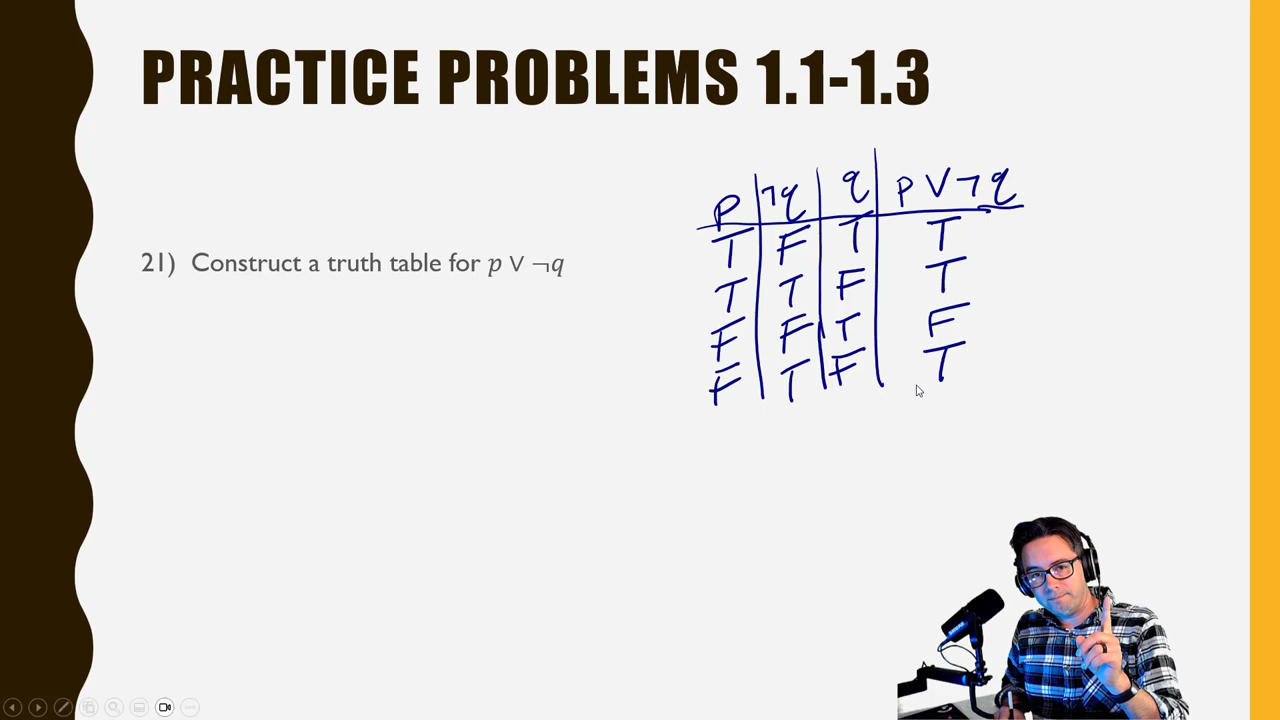 PRACTICE PROBLEMS 1.1-1.3
21) Construct a truth table for p ∨ ¬q
p ¬q q p ∨ ¬q
T F T T
T T F T
F F T F
F T F T